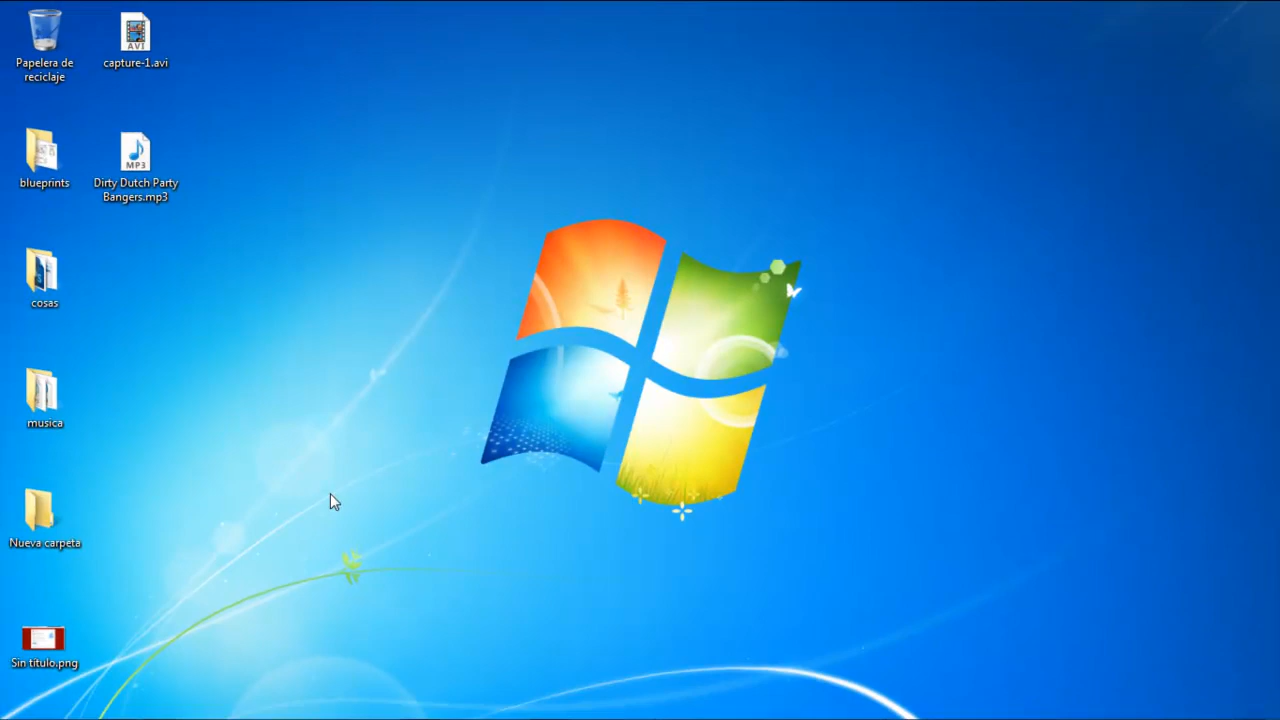 Papelera de
reciclaje
capture-1.avi
AVI
blueprints
Dirty Dutch Party
Bangers.mp3
MP3
cosas
musica
Nueva carpeta
Sin titulo.png